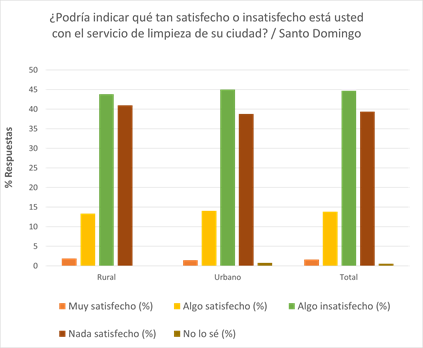 ¿Podría indicar qué tan satisfecho o insatisfecho está usted
con el servicio de limpieza de su ciudad? / Santo Domingo
50
45
40
35
30
25
20
15
10
5
0
% Respuestas
Rural Urbano Total
Muy satisfecho (%) Algo satisfecho (%) Algo insatisfecho (%)
Nada satisfecho (%) No lo sé (%)